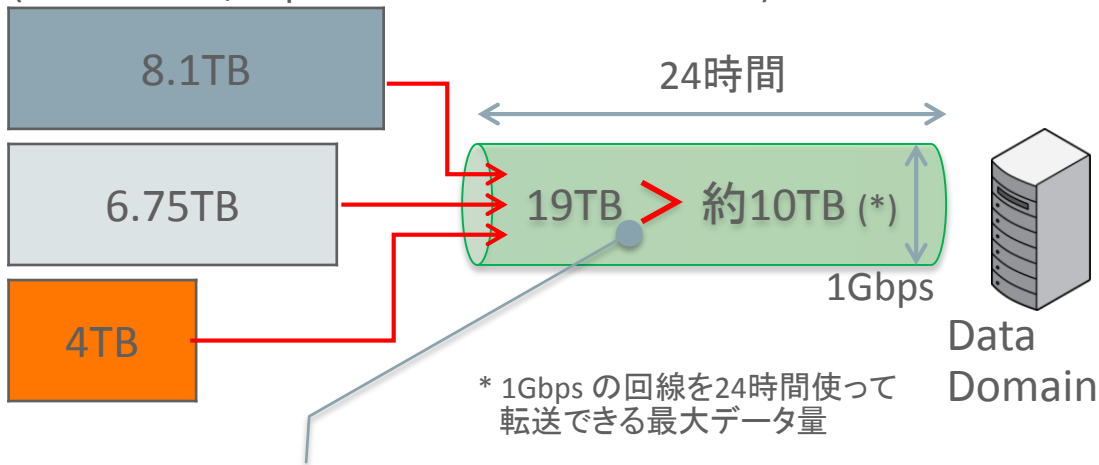 8.1TB
24時間
6.75TB
19TB > 約10TB (*)
1Gbps
4TB
Data
Domain
* 1Gbps の回線を24時間使って
転送できる最大データ量